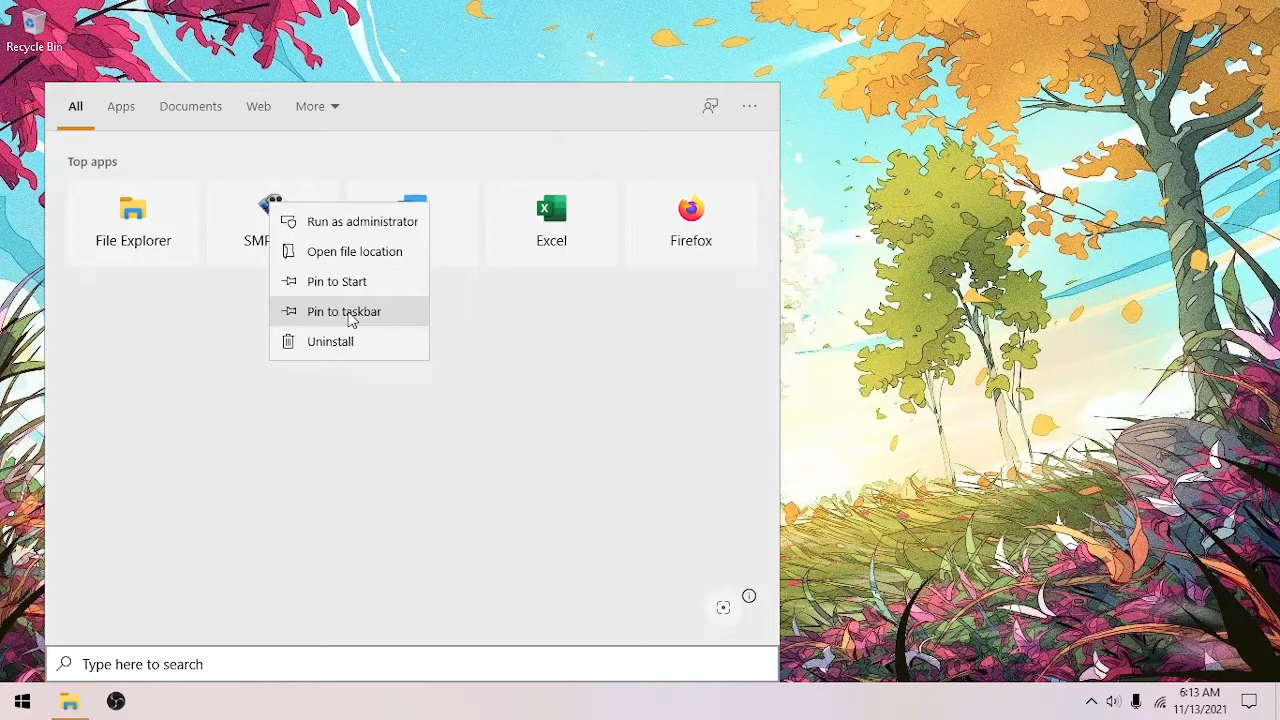 Recycle Bin
All Apps Documents Web More
Top apps
File Explorer
SMP
Excel
Firefox
Run as administrator
Open file location
Pin to Start
Pin to taskbar
Uninstall
Type here to search
6:13 AM
11/13/2021